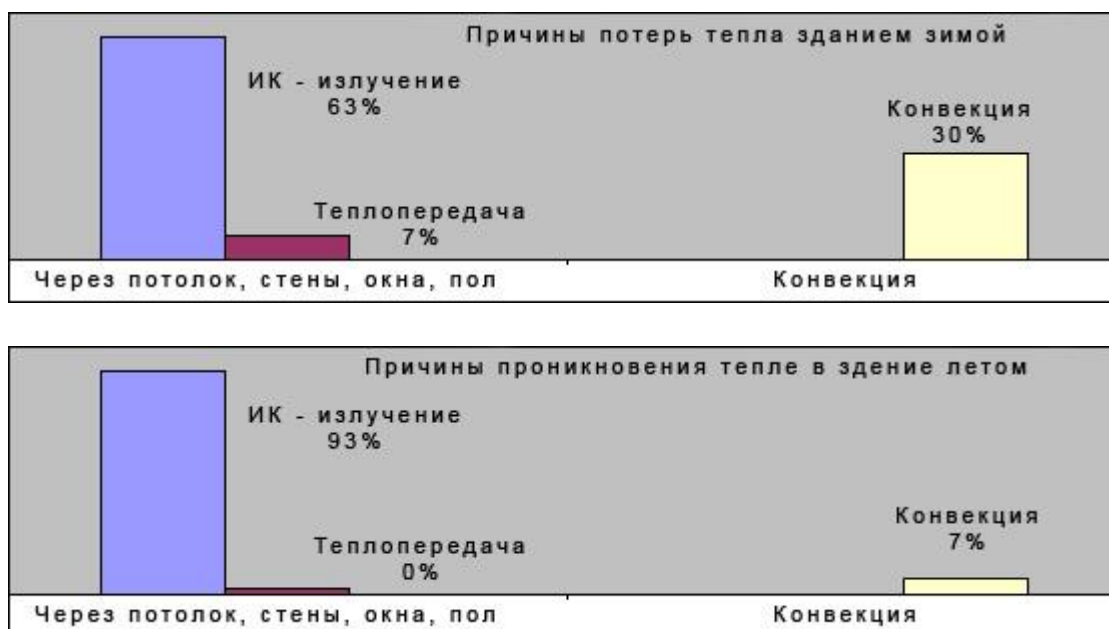 Причины потерь тепла зданием зимой
ИК - излучение
63%
Конвекция
30%
Теплопередача
7%
Через потолок, стены, окна, пол
Конвекция
Причины проникновения тепле в здение летом
ИК - излучение
93%
Конвекция
7%
Теплопередача
0%
Через потолок, стены, окна, пол
Конвекция